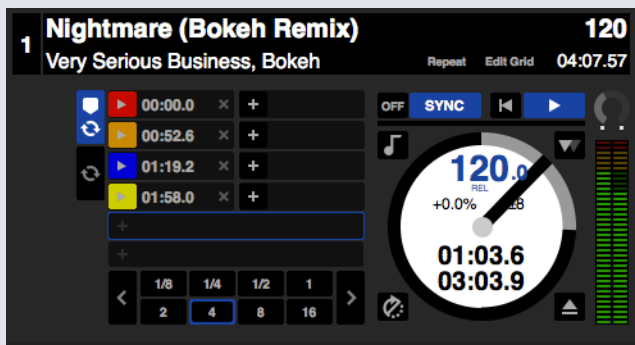 1
Nightmare (Bokeh Remix)
120
Very Serious Business, Bokeh
Repeat
Edit Grid
04:07.57
00:00.0
00:52.6
01:19.2
01:58.0
OFF
SYNC
120.0
REL
+0.0%
8
01:03.6
03:03.9
1/8 1/4 1/2 1
2 4 8 16